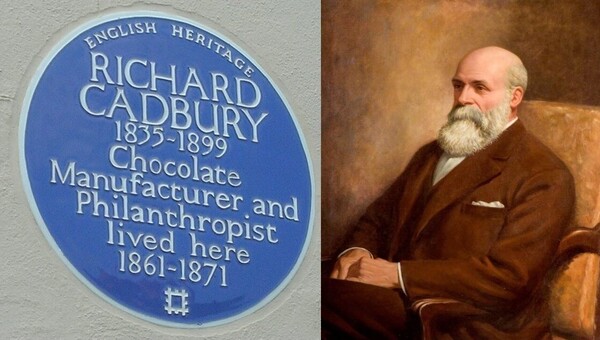 ENGLISH HERITAGE
RICHARD
CADBURY
1835-1899
Chocolate
Manufacturer and
Philanthropist
lived here
1861-1871